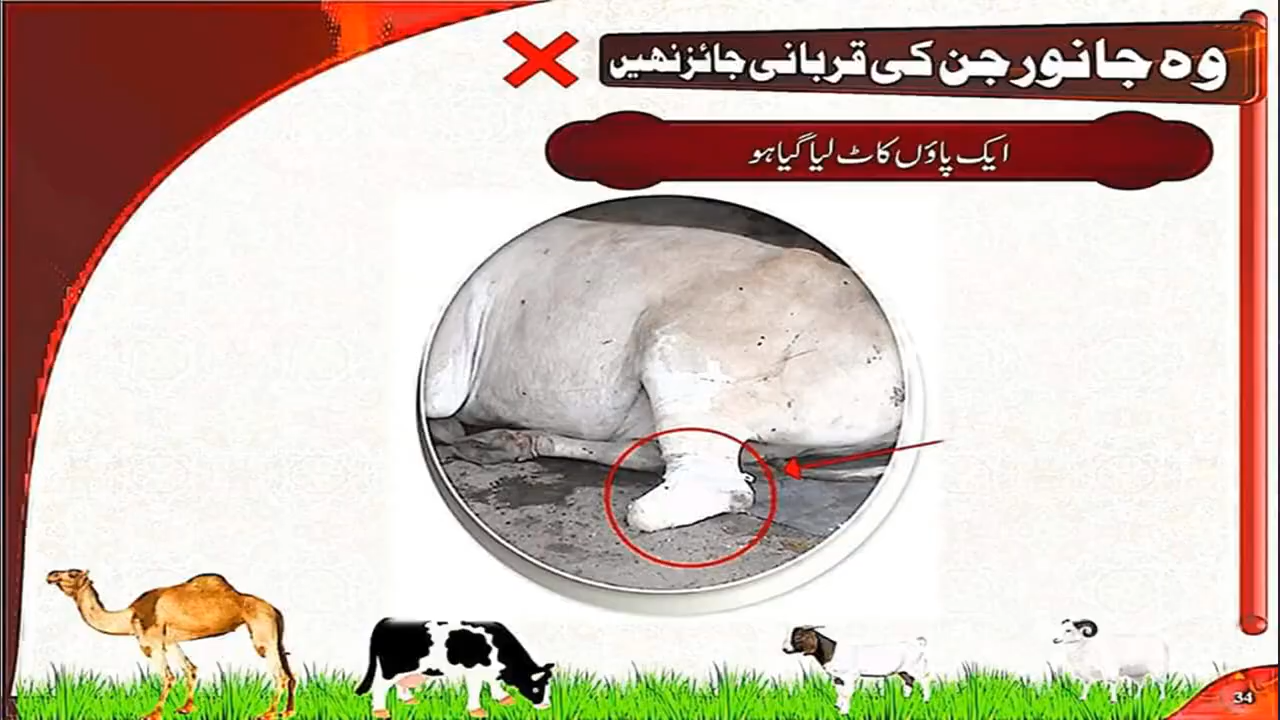 وہ جانور جن کی قربانی جائز نہیں
ایک پاؤں کاٹ لیا گیا ہو
34